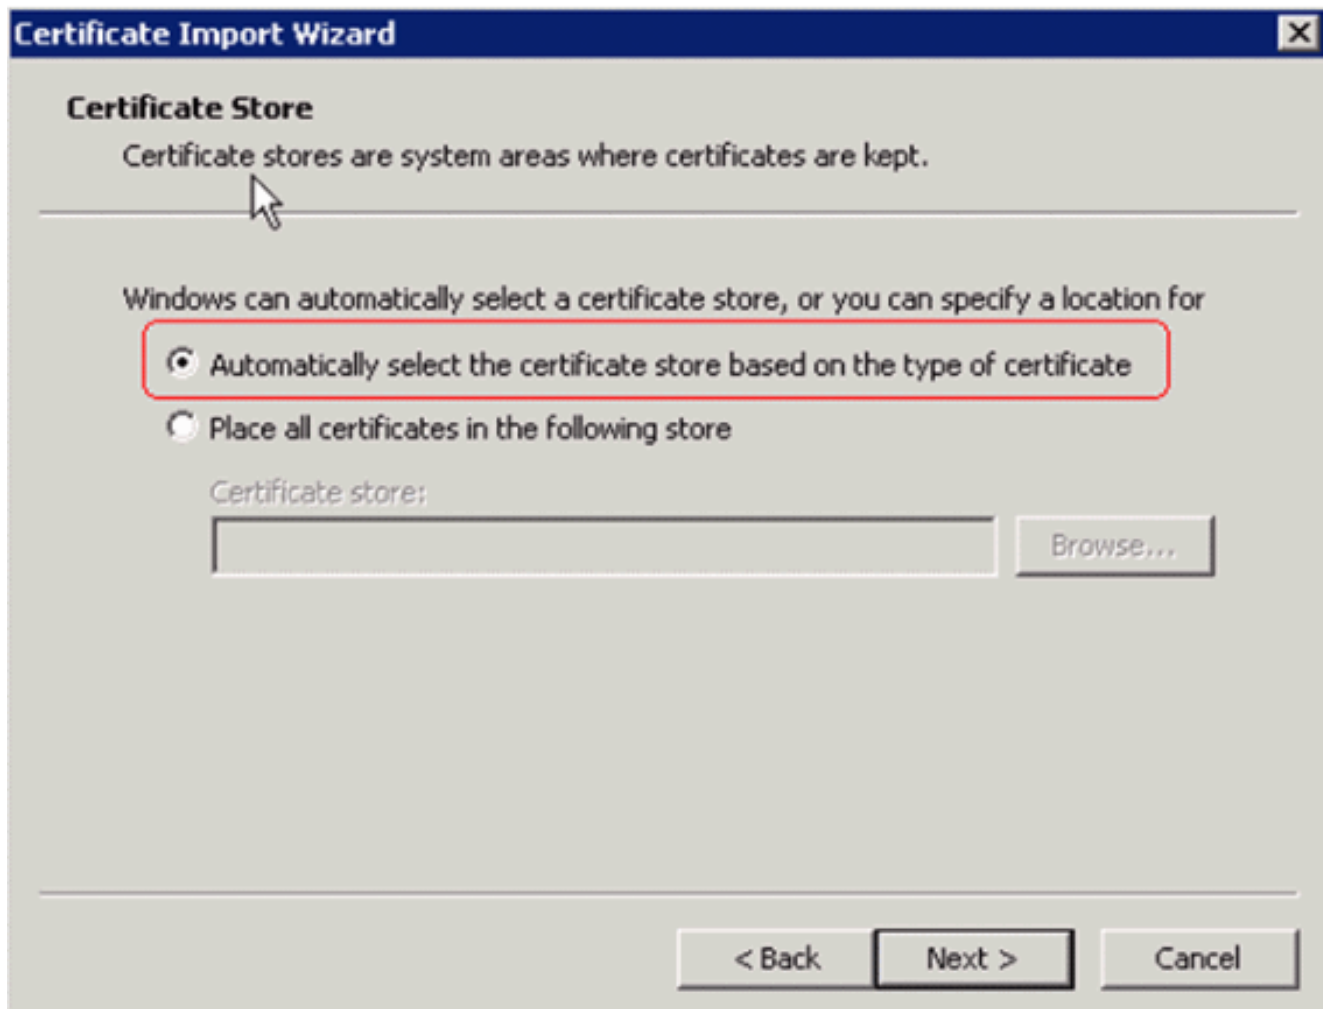 Certificate Import Wizard
Certificate Store
Certificate stores are system areas where certificates are kept.
Windows can automatically select a certificate store, or you can specify a location for
Automatically select the certificate store based on the type of certificate
Place all certificates in the following store
Certificate store:
Browse...
< Back
Next >
Cancel